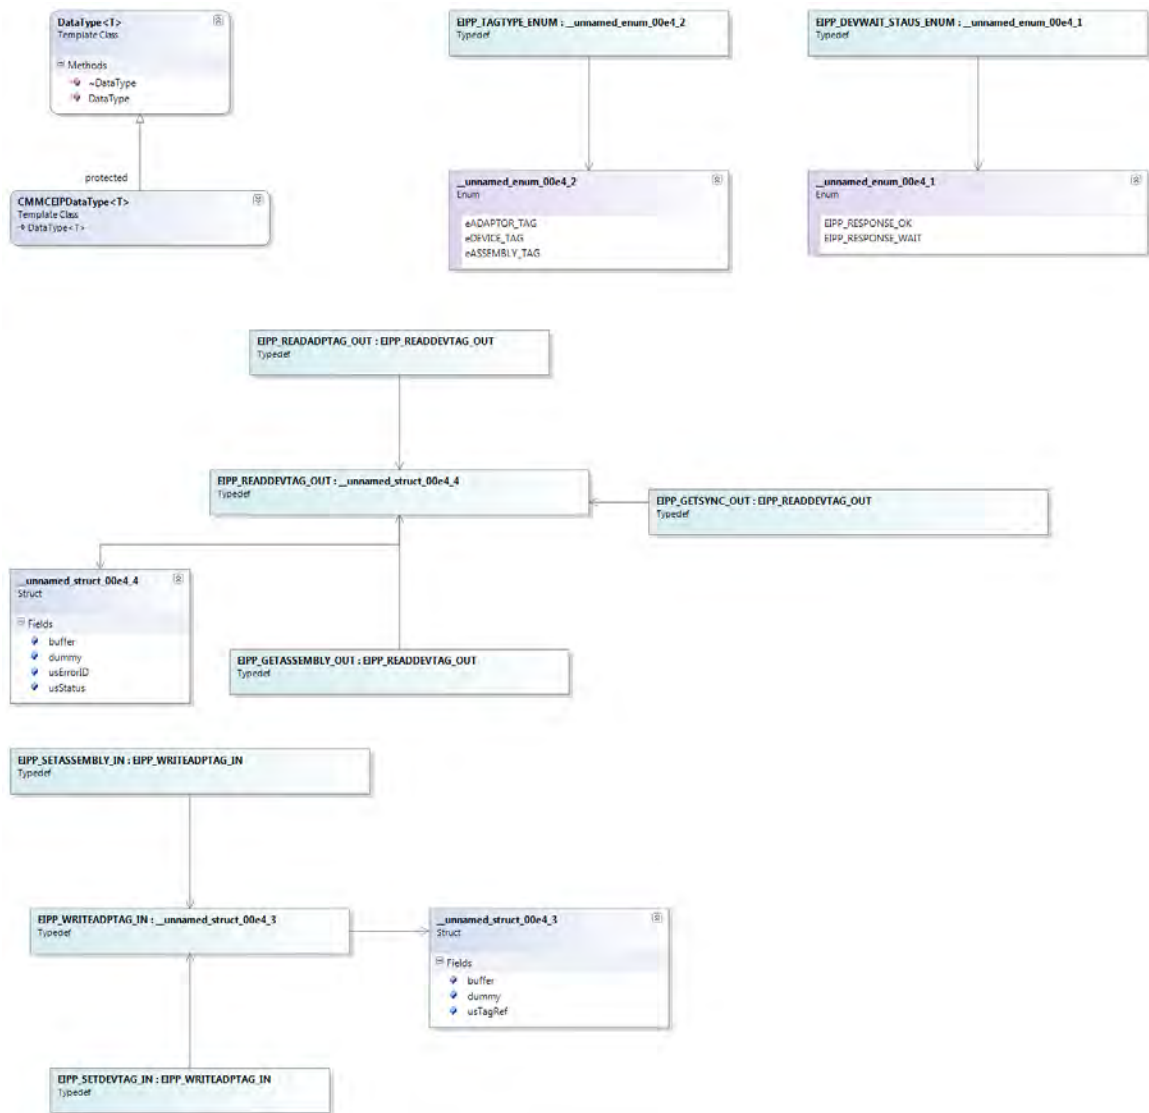 DataType<T>
Template Class
Methods
~DataType
DataType
EIPP_TAGTYPE_ENUM : __unnamed_enum_00e4_2
Typedef
EIPP_DEVWAIT_STAUS_ENUM : __unnamed_enum_00e4_1
Typedef
protected
CMMCEIPDataType<T>
Template Class
DataType<T>
__unnamed_enum_00e4_2
Enum
eADAPTOR_TAG
eDEVICE_TAG
eASSEMBLY_TAG
__unnamed_enum_00e4_1
Enum
EIPP_RESPONSE_OK
EIPP_RESPONSE_WAIT
EIPP_READADPTAG_OUT : EIPP_READDEVTAG_OUT
Typedef
EIPP_READDEVTAG_OUT : __unnamed_struct_00e4_4
Typedef
EIPP_GETSYNC_OUT : EIPP_READDEVTAG_OUT
Typedef
__unnamed_struct_00e4_4
Struct
Fields
buffer
dummy
usErrorID
usStatus
EIPP_GETASSEMBLY_OUT : EIPP_READDEVTAG_OUT
Typedef
EIPP_SETASSEMBLY_IN : EIPP_WRITEADPTAG_IN
Typedef
EIPP_WRITEADPTAG_IN : __unnamed_struct_00e4_3
Typedef
__unnamed_struct_00e4_3
Struct
Fields
buffer
dummy
usTagRef
EIPP_SETDEVTAG_IN : EIPP_WRITEADPTAG_IN
Typedef